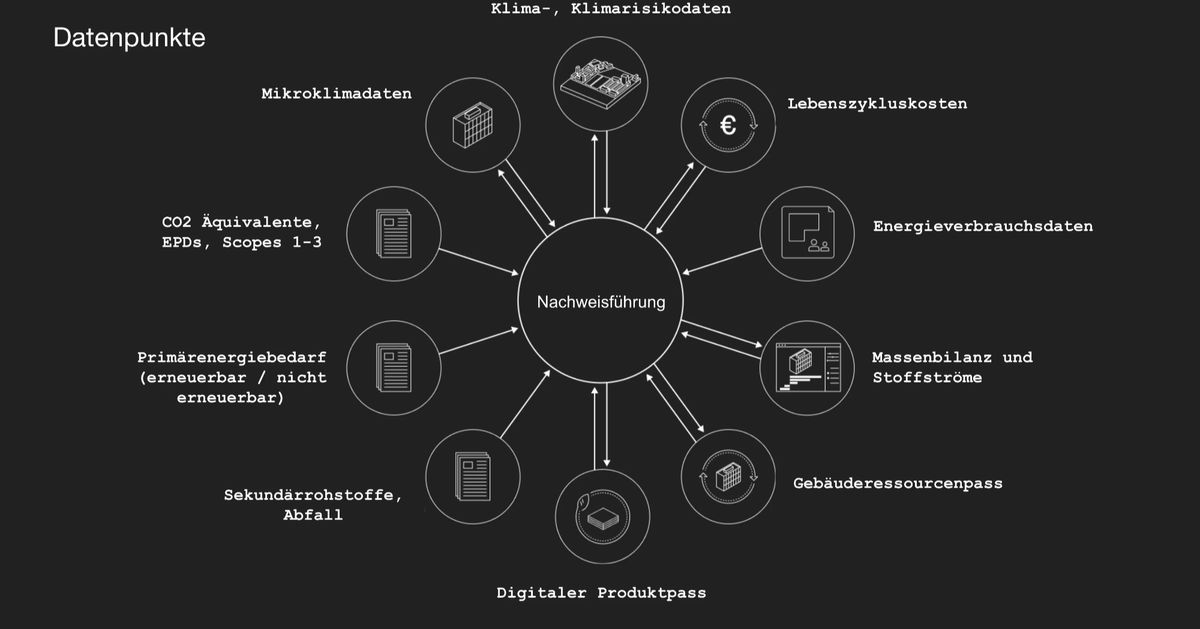 Klima-, Klimarisikodaten
Datenpunkte
Mikroklimadaten
Lebenszykluskosten
€
CO2 Äquivalente,
EPDs, Scopes 1-3
Energieverbrauchsdaten
Nachweisführung
Primärenergiebedarf
(erneuerbar / nicht
erneuerbar)
Massenbilanz und
Stoffströme
Sekundärrohstoffe,
Abfall
Gebäuderessourcenpass
Digitaler Produktpass